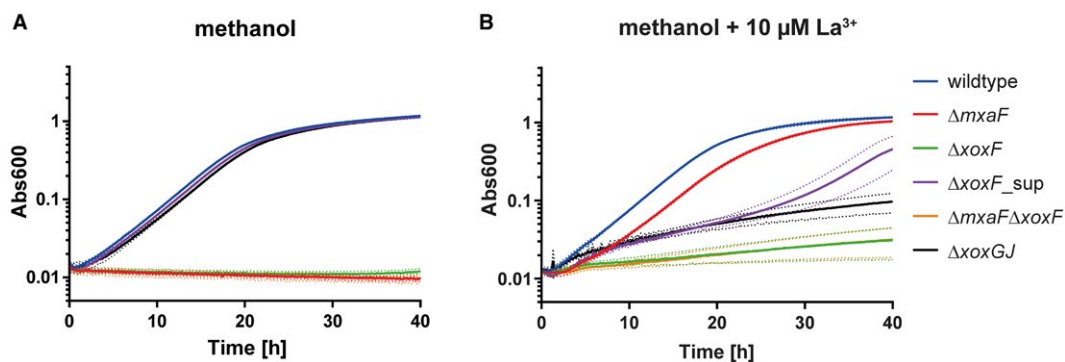 A
methanol
Abs600
1
0.1
0.01
0
10
20
30
40
Time [h]
B
methanol + 10 µM La³⁺
Abs600
1
0.1
0.01
0
10
20
30
40
Time [h]
wildtype
ΔmxaF
ΔxoxF
ΔxoxF_sup
ΔmxaFΔxoxF
ΔxoxGJ